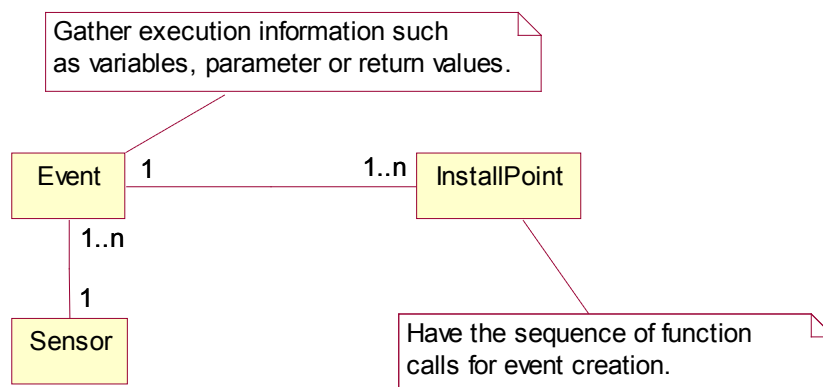 Gather execution information such
as variables, parameter or return values.
Event
1
1..n
InstallPoint
1..n
1
Sensor
Have the sequence of function
calls for event creation.